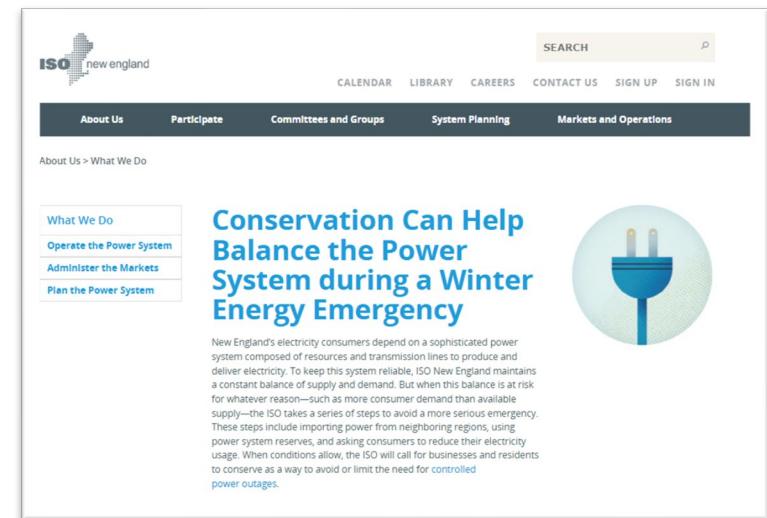 ISO new england
SEARCH
CALENDAR LIBRARY CAREERS CONTACT US SIGN UP SIGN IN
About Us Participate Committees and Groups System Planning Markets and Operations
About Us > What We Do
What We Do
Operate the Power System
Administer the Markets
Plan the Power System
Conservation Can Help
Balance the Power
System during a Winter
Energy Emergency
New England's electricity consumers depend on a sophisticated power
system composed of resources and transmission lines to produce and
deliver electricity. To keep this system reliable, ISO New England maintains
a constant balance of supply and demand. But when this balance is at risk
for whatever reason—such as more consumer demand than available
supply—the ISO takes a series of steps to avoid a more serious emergency.
These steps include importing power from neighboring regions, using
power system reserves, and asking consumers to reduce their electricity
usage. When conditions allow, the ISO will call for businesses and residents
to conserve as a way to avoid or limit the need for controlled
power outages.